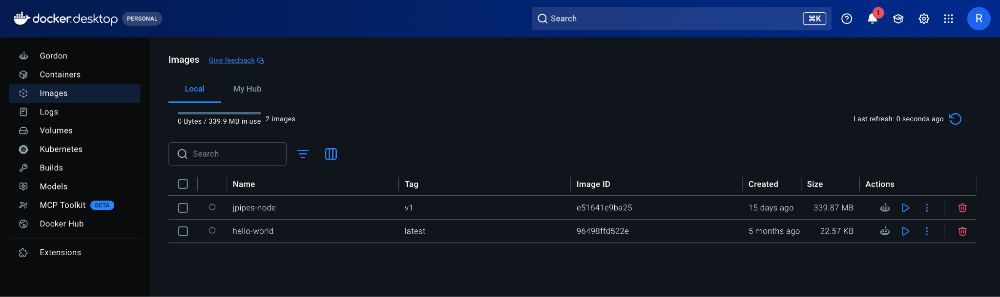 docker.desktop PERSONAL
Search ⌘K
1
R
Gordon
Containers
Images
Logs
Volumes
Kubernetes
Builds
Models
MCP Toolkit BETA
Docker Hub
Extensions
Images Give feedback
Local My Hub
0 Bytes / 339.9 MB in use 2 images
Last refresh: 0 seconds ago
Search
Name Tag Image ID Created Size Actions
jpipes-node v1 e51641e9ba25 15 days ago 339.87 MB
hello-world latest 96498ffd522e 5 months ago 22.57 KB